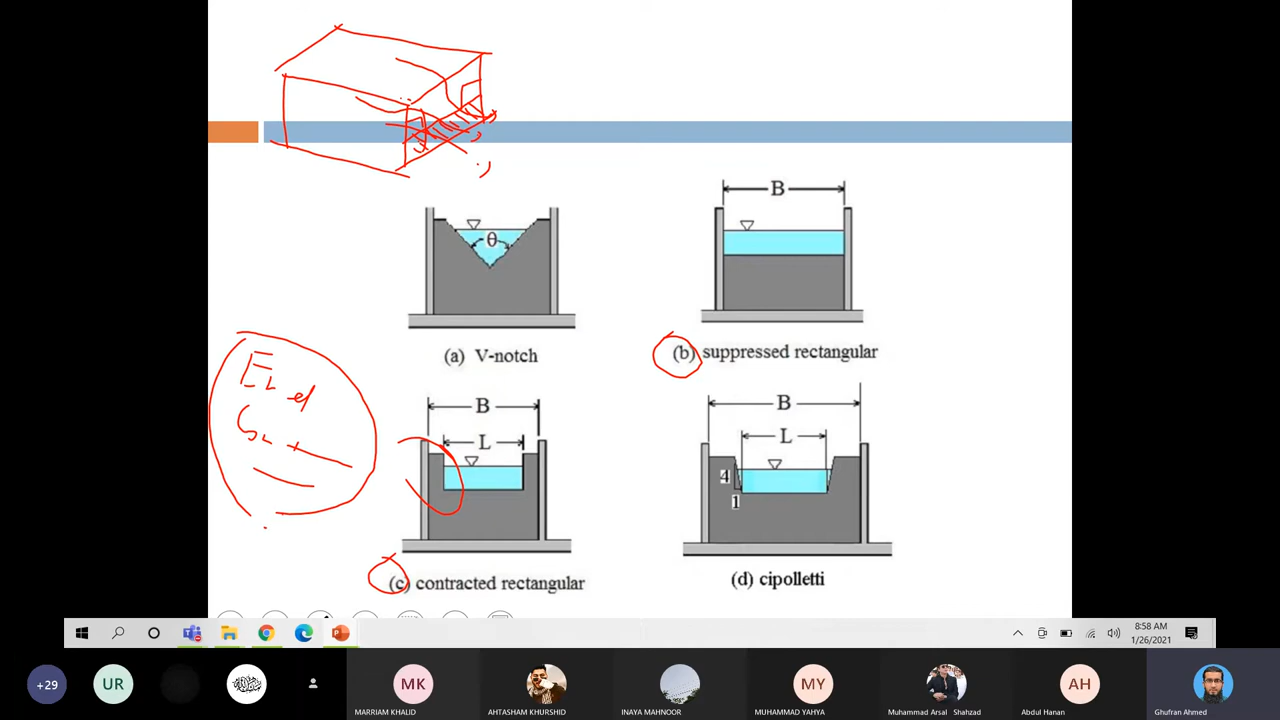 B
θ
(a) V-notch
(b) suppressed rectangular
B
L
B
L
4
1
(c) contracted rectangular
(d) cipolletti
8:58 AM
1/26/2021
+29
UR
MK
MY
AH
MARRIAM KHALID
AHTASHAM KHURSHID
INAYA MAHNOOR
MUHAMMAD YAHYA
Muhammad Arsal Shahzad
Abdul Hanan
Ghufran Ahmed